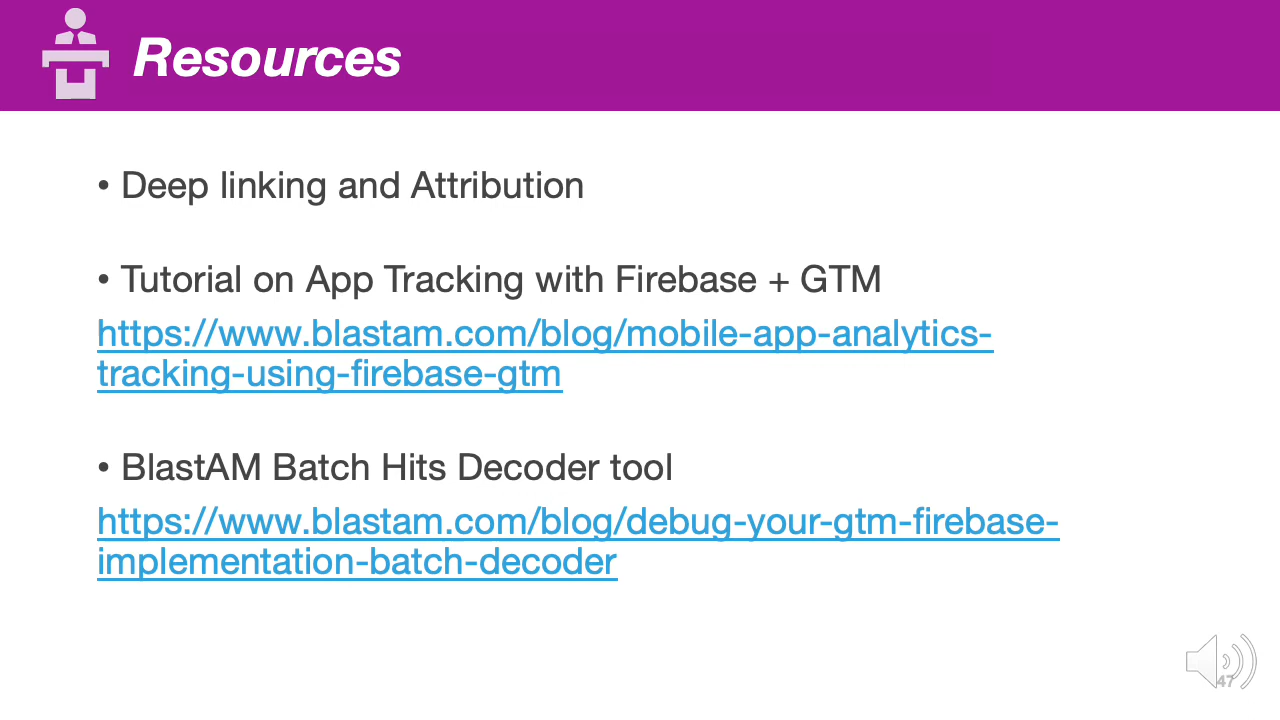 Resources
• Deep linking and Attribution
• Tutorial on App Tracking with Firebase + GTM
https://www.blastam.com/blog/mobile-app-analytics-
tracking-using-firebase-gtm
• BlastAM Batch Hits Decoder tool
https://www.blastam.com/blog/debug-your-gtm-firebase-
implementation-batch-decoder
47